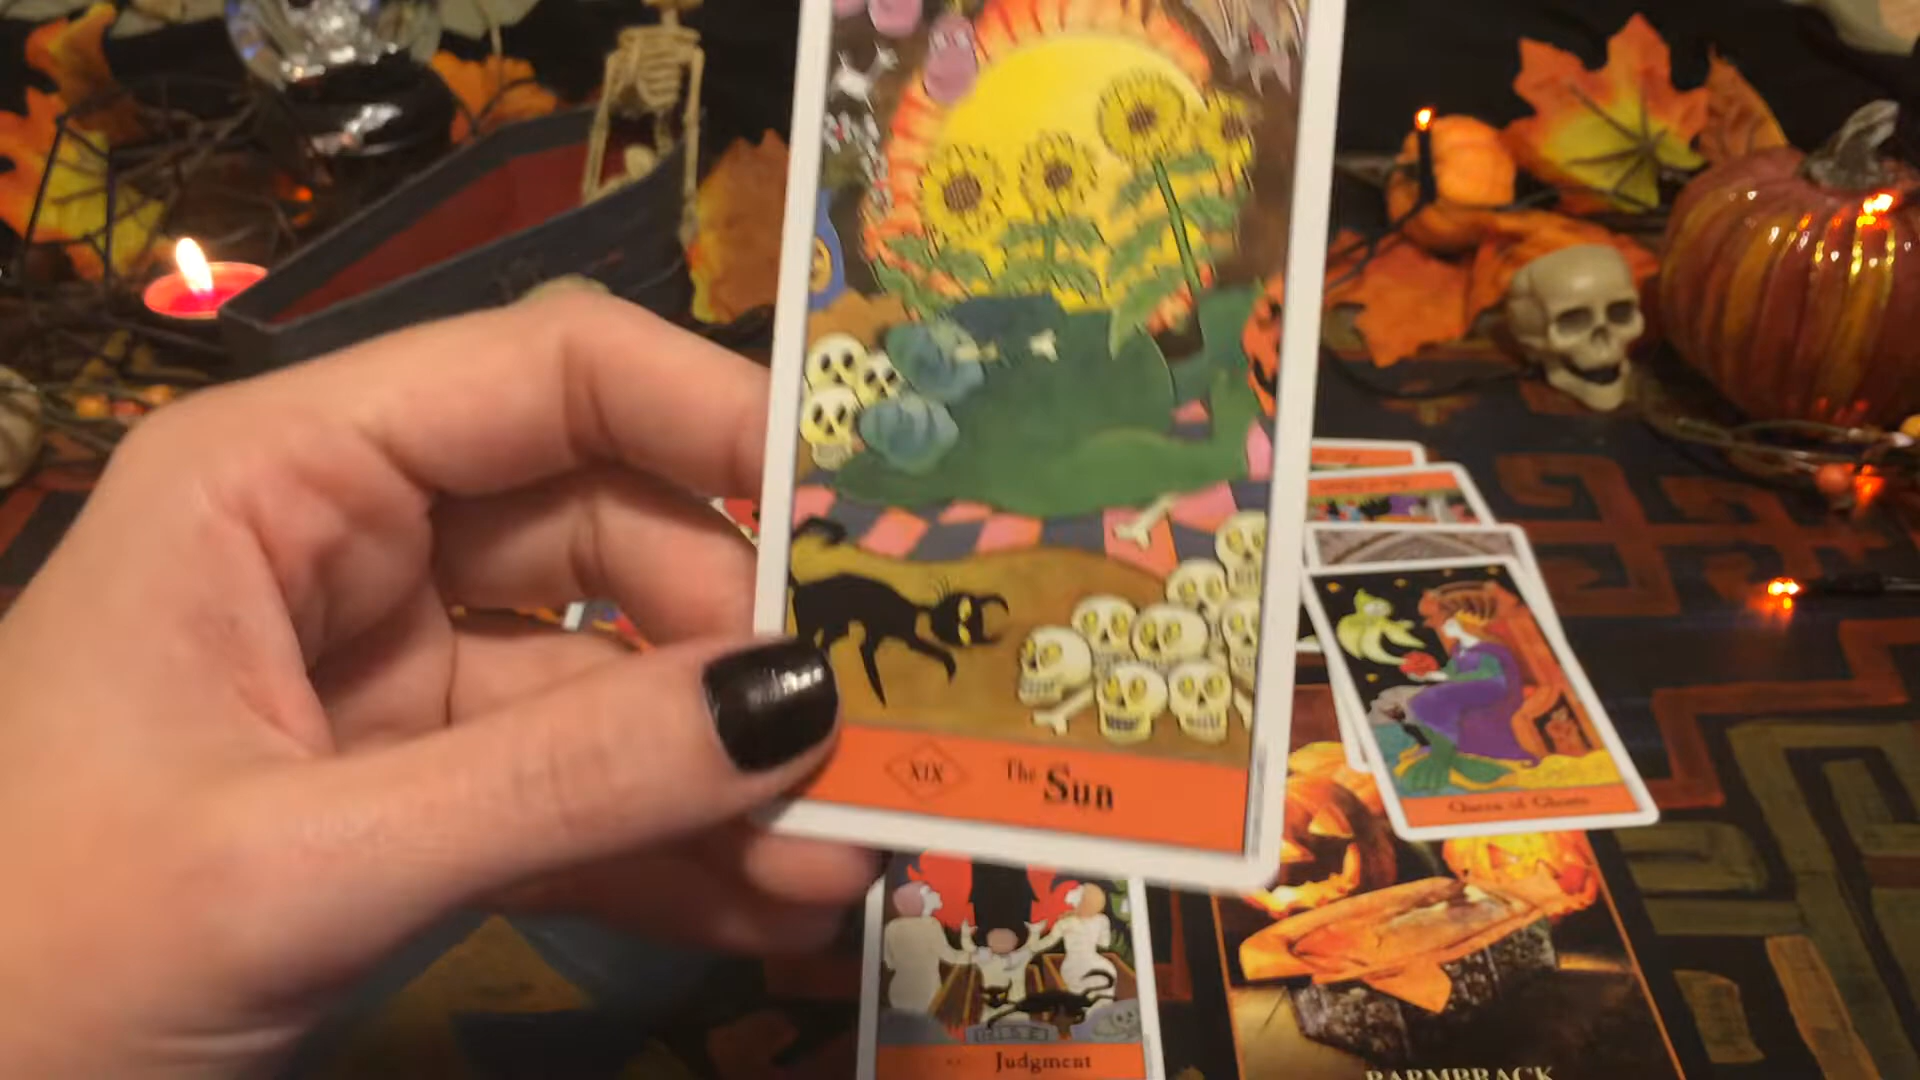 XIX The Sun
Queen of Ghosts
Judgment
BARMBRACK